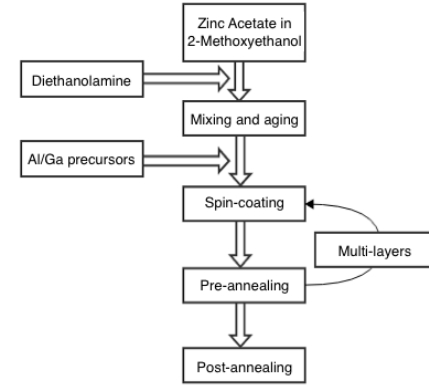 Zinc Acetate in
2-Methoxyethanol
Diethanolamine
Mixing and aging
Al/Ga precursors
Spin-coating
Multi-layers
Pre-annealing
Post-annealing